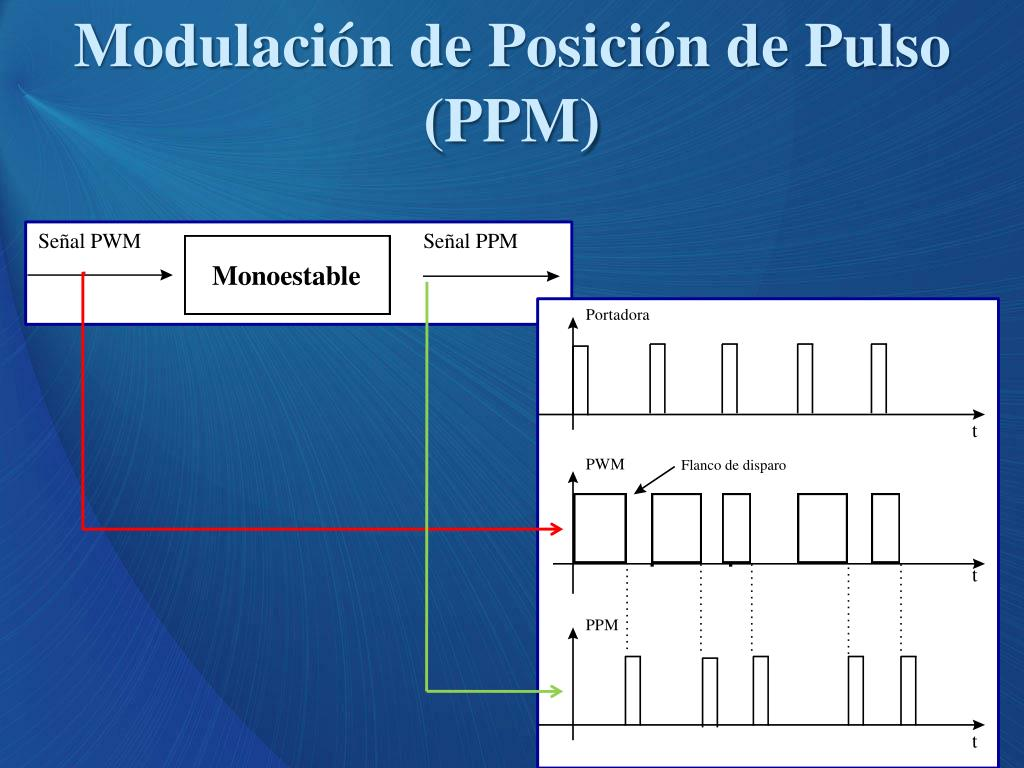 Modulación de Posición de Pulso
(PPM)
Señal PWM
Monoestable
Señal PPM
Portadora
t
PWM
Flanco de disparo
t
PPM
t